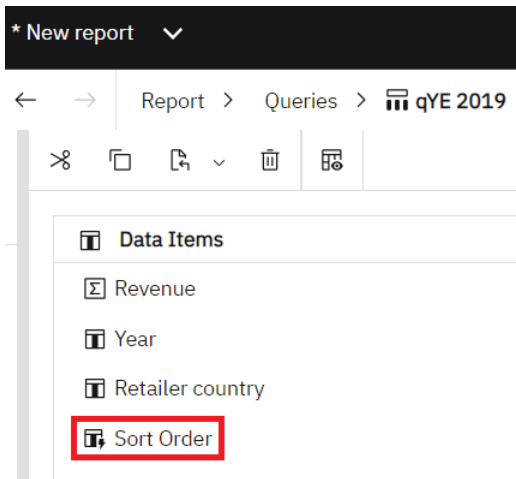 * New report
Report > Queries > qYE 2019
Data Items
Revenue
Year
Retailer country
Sort Order